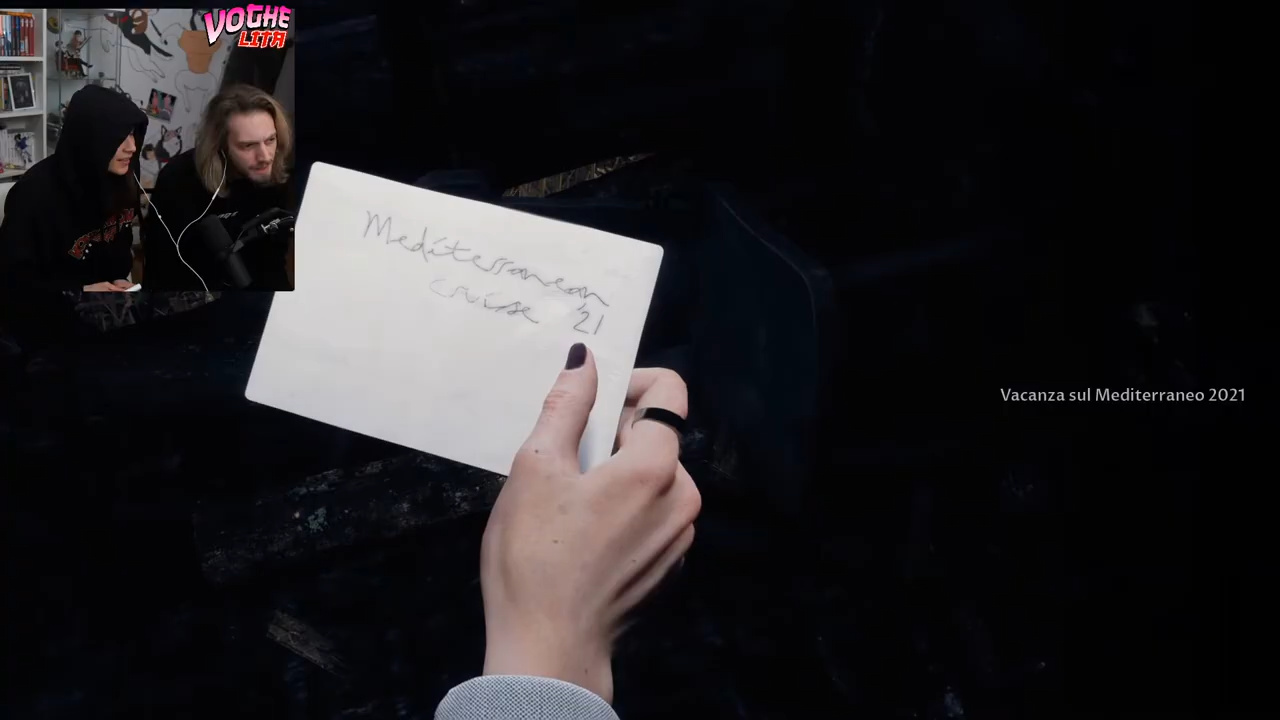 VOGHE
LITA
Mediterranean
cruise '21
Vacanza sul Mediterraneo 2021